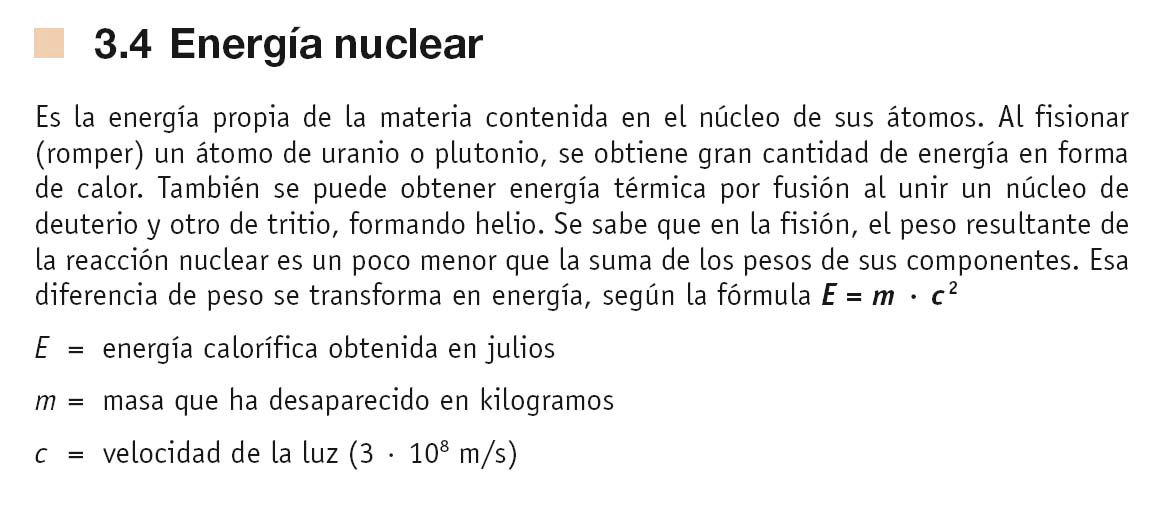 3.4 Energía nuclear
Es la energía propia de la materia contenida en el núcleo de sus átomos. Al fisionar
(romper) un átomo de uranio o plutonio, se obtiene gran cantidad de energía en forma
de calor. También se puede obtener energía térmica por fusión al unir un núcleo de
deuterio y otro de tritio, formando helio. Se sabe que en la fisión, el peso resultante de
la reacción nuclear es un poco menor que la suma de los pesos de sus componentes. Esa
diferencia de peso se transforma en energía, según la fórmula E = m · c²
E = energía calorífica obtenida en julios
m = masa que ha desaparecido en kilogramos
c = velocidad de la luz (3 · 10⁸ m/s)